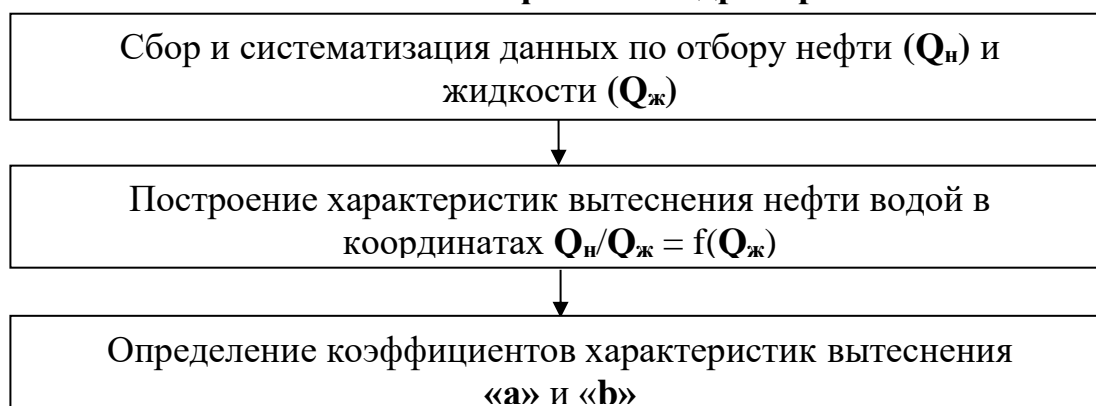 Сбор и систематизация данных по отбору нефти (Qн) и
жидкости (Qж)
Построение характеристик вытеснения нефти водой в
координатах Qн/Qж = f(Qж)
Определение коэффициентов характеристик вытеснения
«а» и «b»